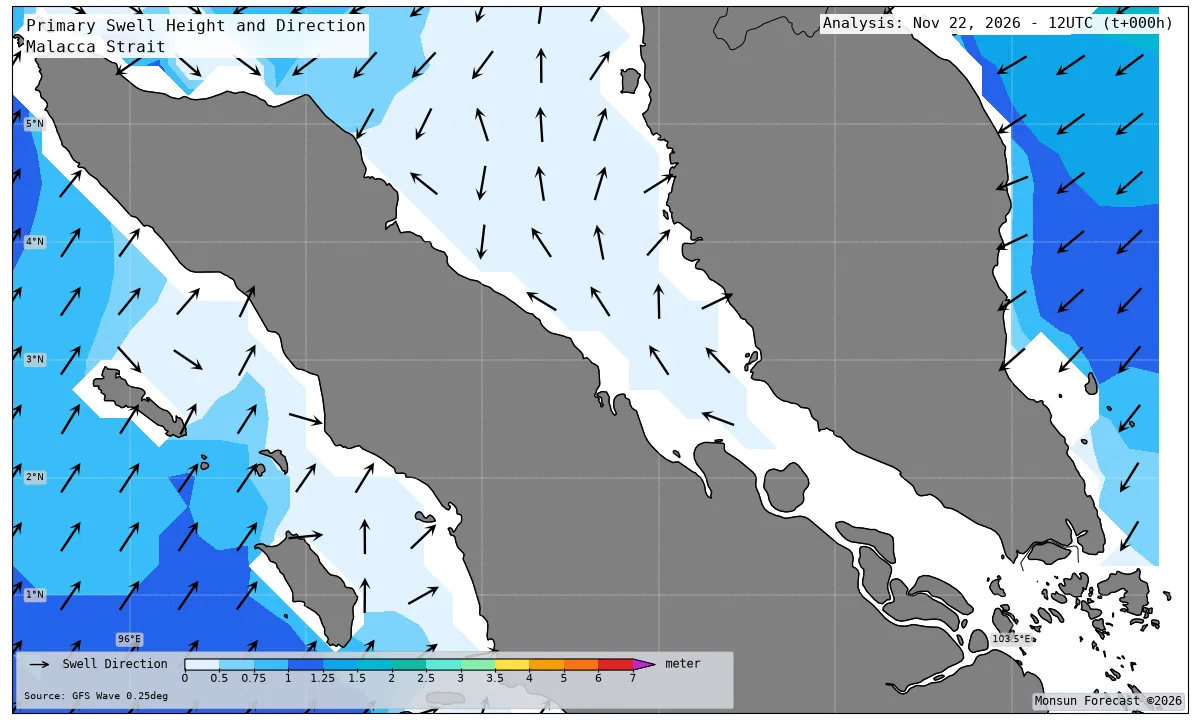 Primary Swell Height and Direction
Malacca Strait
Analysis: Nov 22, 2026 - 12UTC (t+000h)
5°N
4°N
3°N
2°N
1°N
96°E
103.5°E
Swell Direction
0 0.5 0.75 1 1.25 1.5 2 2.5 3 3.5 4 5 6 7
meter
Source: GFS Wave 0.25deg
Monsun Forecast ©2026